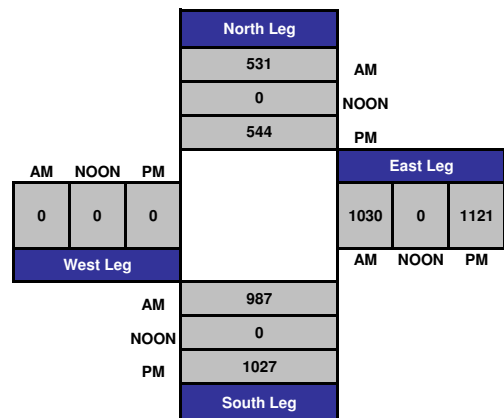 North Leg
531 AM
0 NOON
544 PM
AM NOON PM
East Leg
0 0 0
1030 0 1121
West Leg
AM NOON PM
AM 987
NOON 0
PM 1027
South Leg